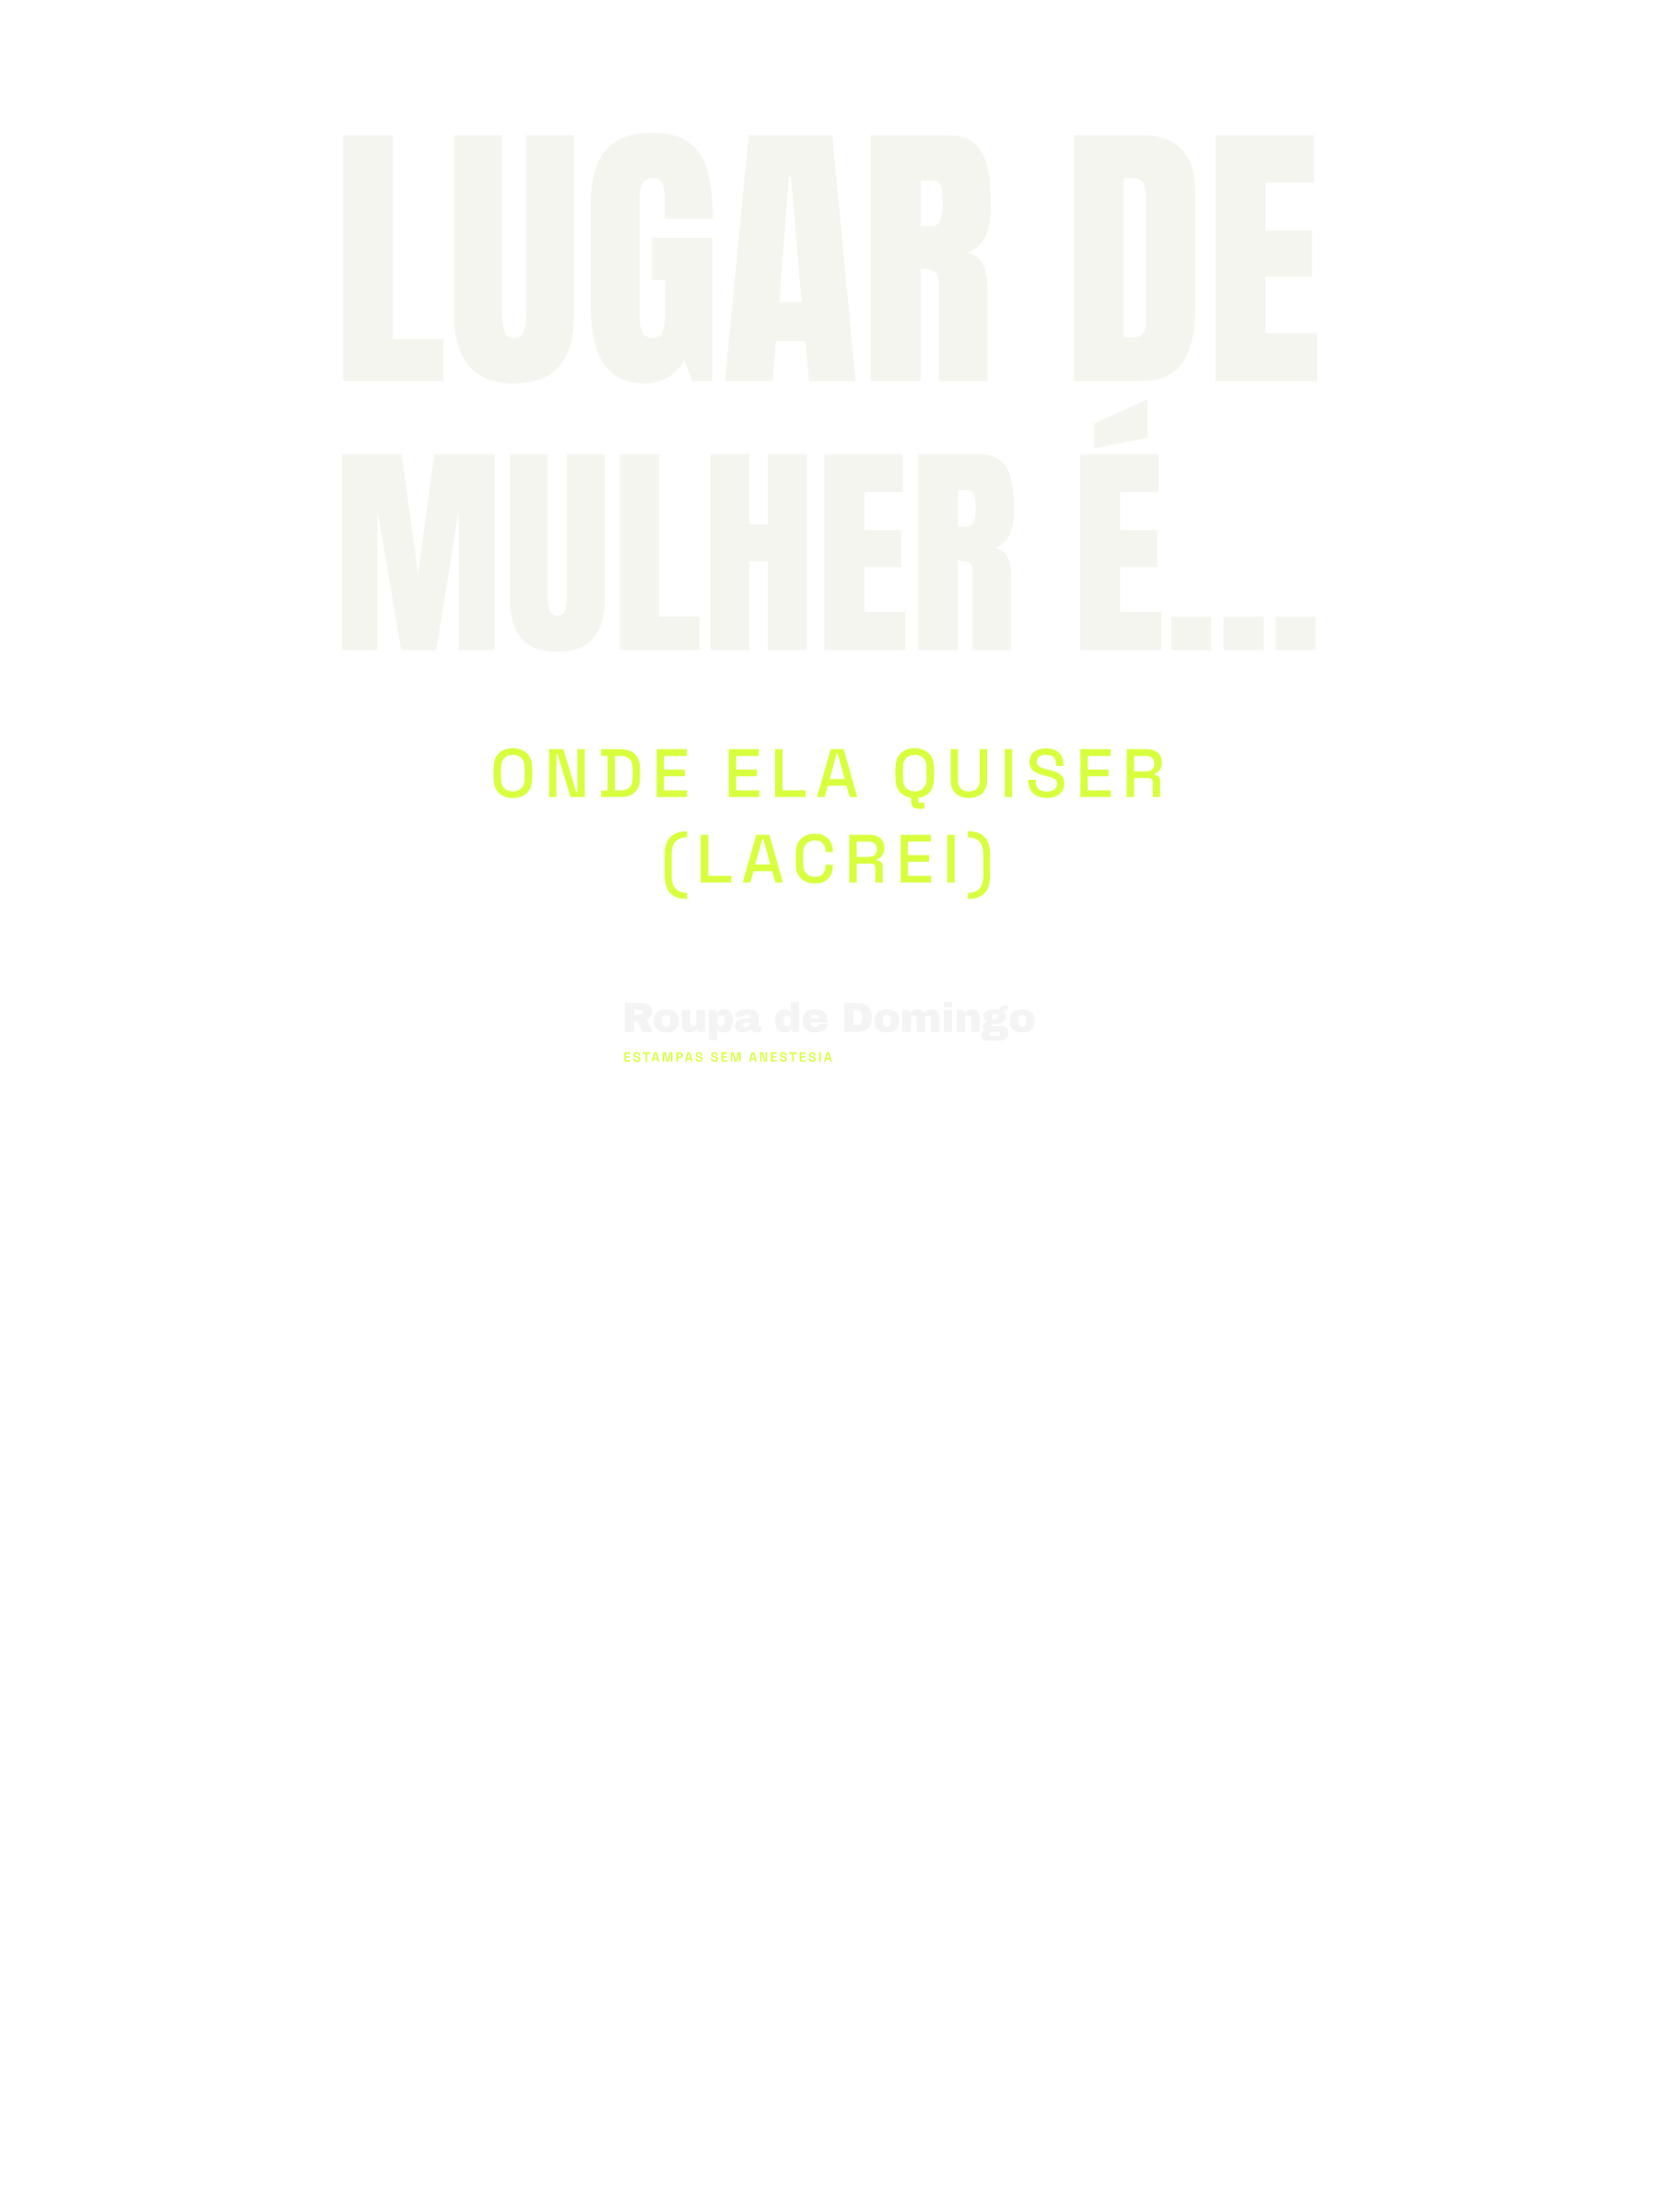 LUGAR DE
MULHER É...
ONDE ELA QUISER
(LACREI)
Roupa de Domingo
ESTAMPAS SEM ANESTESIA